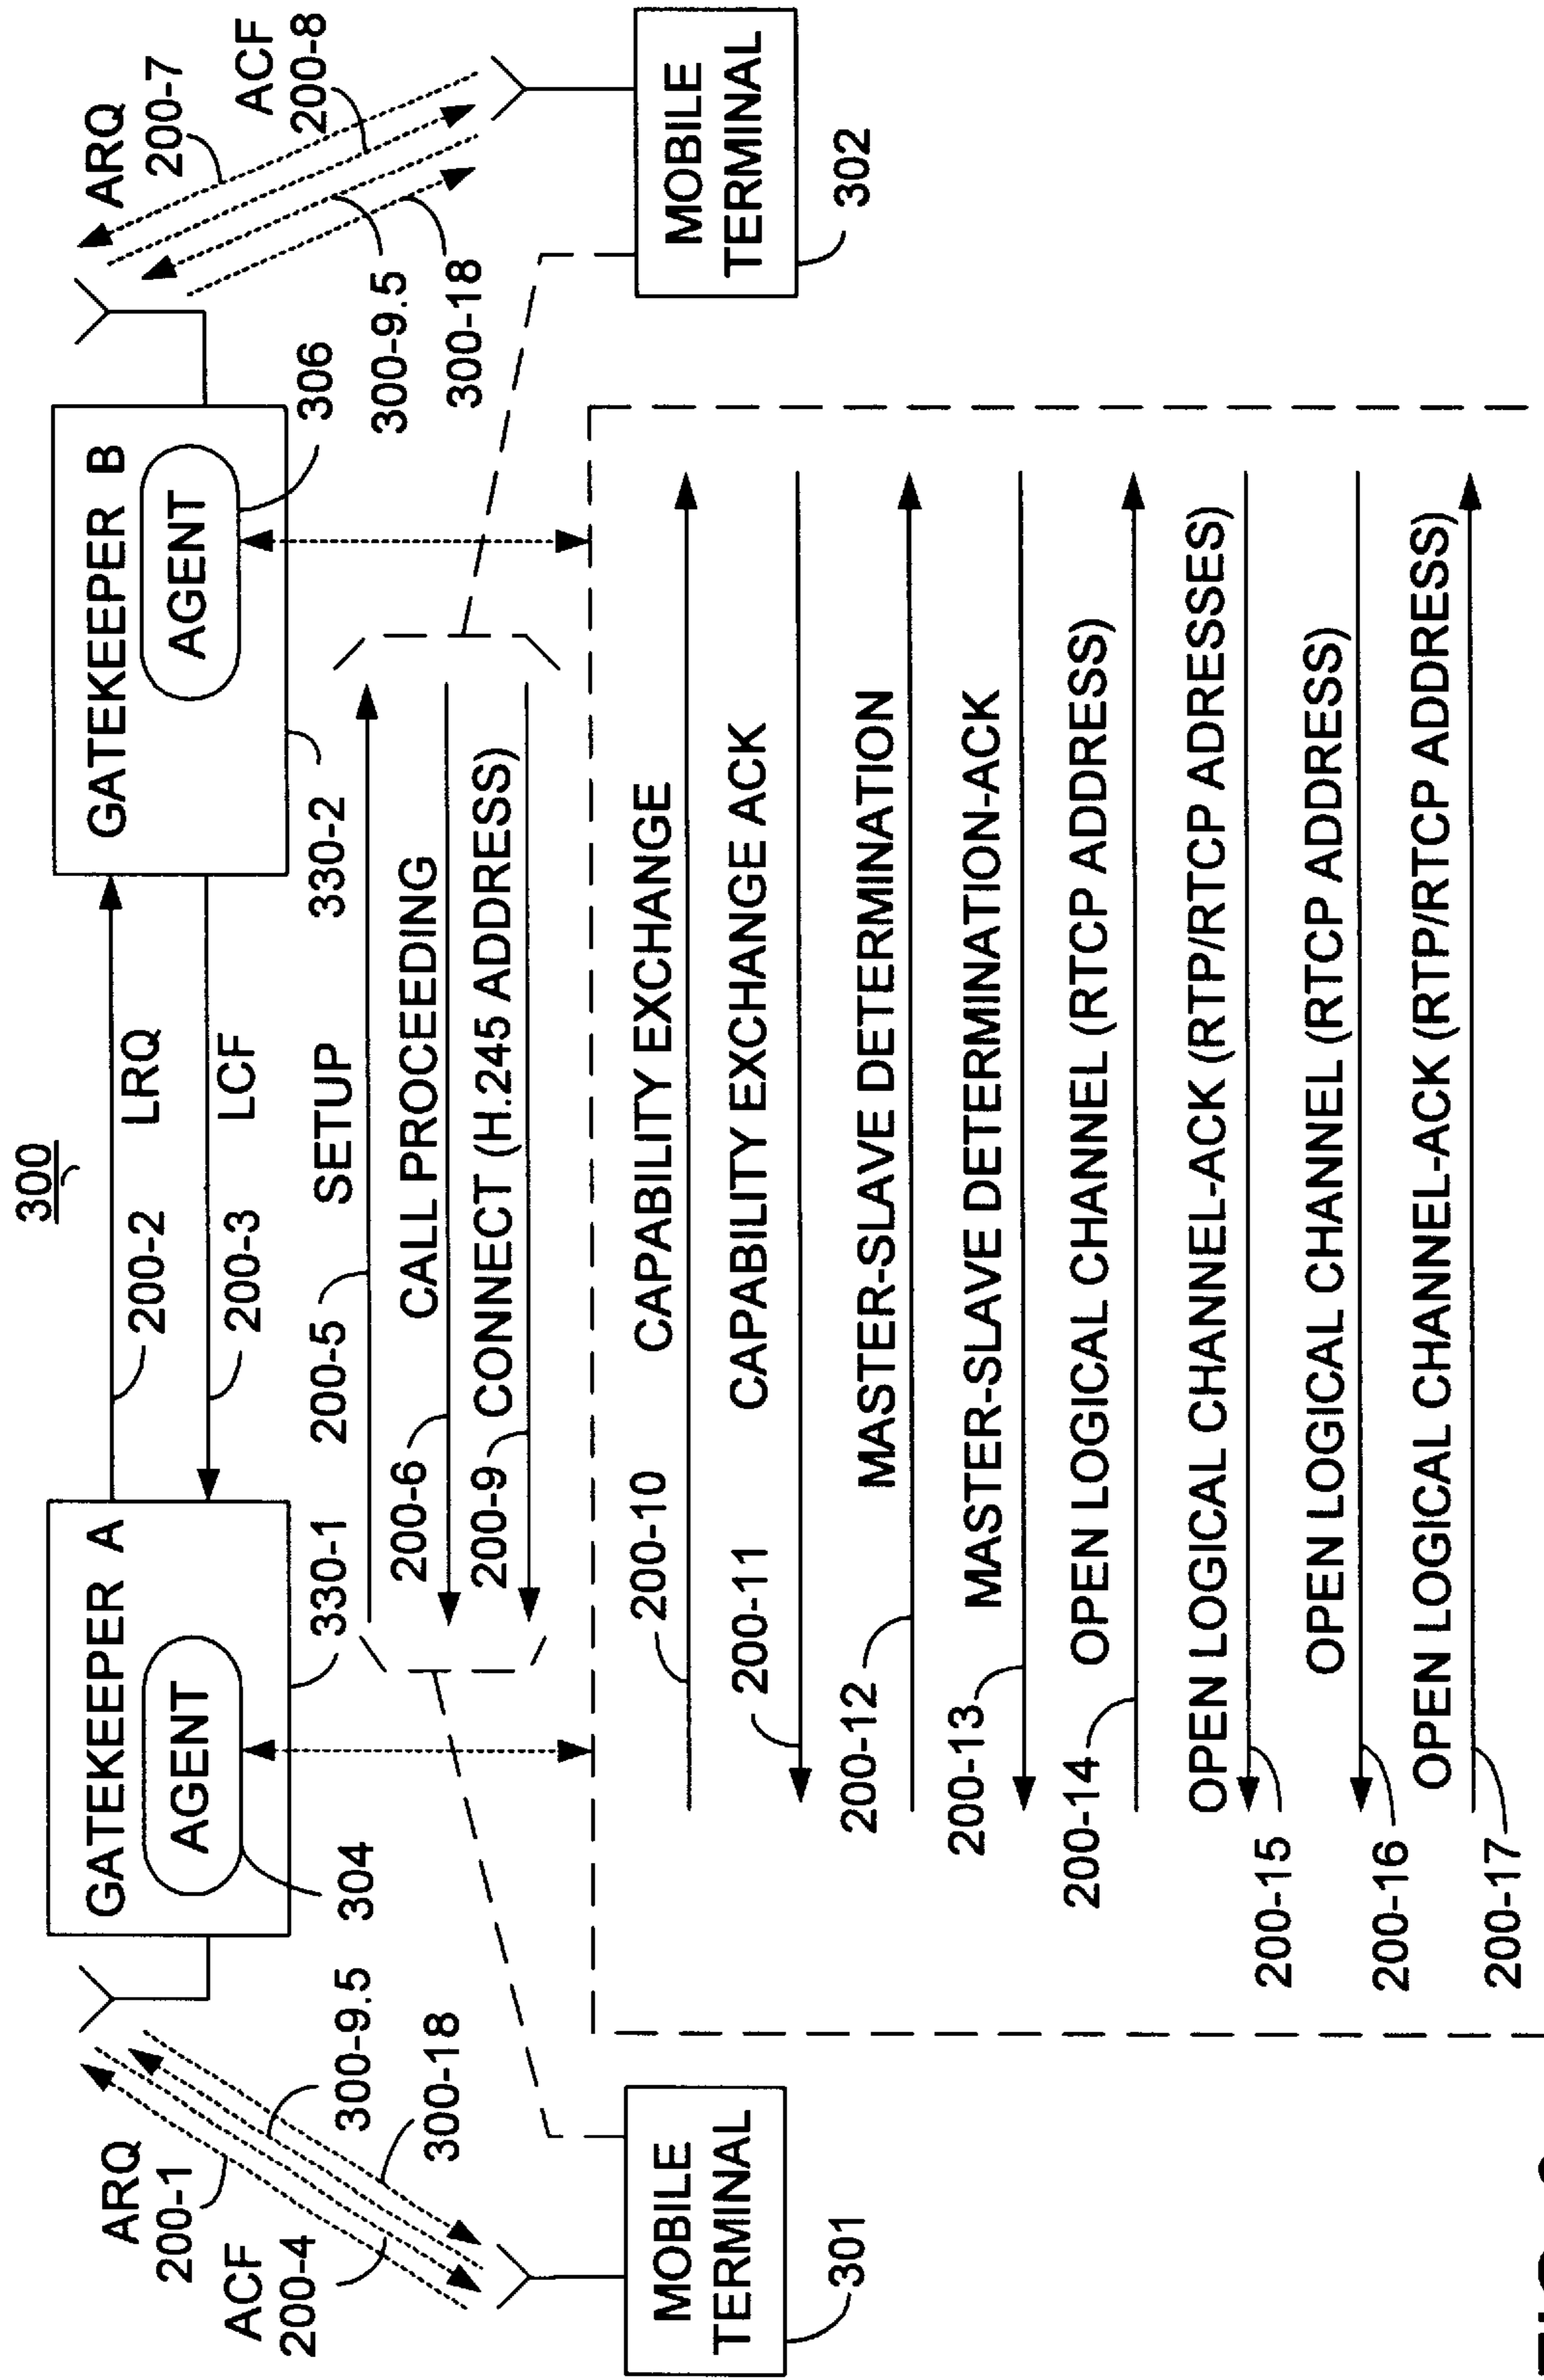 300
GATEKEEPER A
AGENT
304
330-1
GATEKEEPER B
AGENT
306
330-2
200-2
LRQ
200-3
LCF
ARQ
200-1
ACF
200-4
300-9.5
300-18
ARQ
200-7
ACF
200-8
300-9.5
300-18
MOBILE
TERMINAL
301
MOBILE
TERMINAL
302
200-5
SETUP
200-6
CALL PROCEEDING
200-9
CONNECT (H.245 ADDRESS)
200-10
CAPABILITY EXCHANGE
200-11
CAPABILITY EXCHANGE ACK
200-12
MASTER-SLAVE DETERMINATION
200-13
MASTER-SLAVE DETERMINATION-ACK
200-14
OPEN LOGICAL CHANNEL (RTCP ADDRESS)
OPEN LOGICAL CHANNEL-ACK (RTP/RTCP ADRESSES)
200-15
OPEN LOGICAL CHANNEL (RTCP ADDRESS)
200-16
OPEN LOGICAL CHANNEL-ACK (RTP/RTCP ADDRESS)
200-17